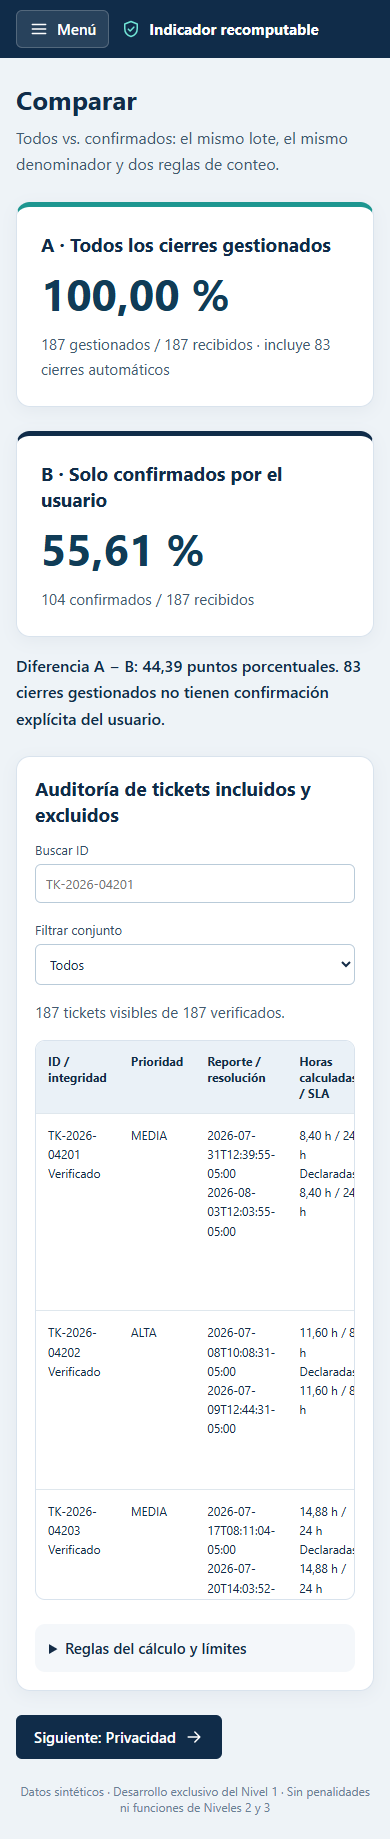 Menú
Indicador recomputable
Comparar
Todos vs. confirmados: el mismo lote, el mismo
denominador y dos reglas de conteo.
A · Todos los cierres gestionados
100,00 %
187 gestionados / 187 recibidos · incluye 83
cierres automáticos
B · Solo confirmados por el
usuario
55,61 %
104 confirmados / 187 recibidos
Diferencia A − B: 44,39 puntos porcentuales. 83
cierres gestionados no tienen confirmación
explícita del usuario.
Auditoría de tickets incluidos y
excluidos
Buscar ID
TK-2026-04201
Filtrar conjunto
Todos
187 tickets visibles de 187 verificados.
ID /
integridad
Prioridad
Reporte /
resolución
Horas
calculadas
/ SLA
TK-2026-
04201
Verificado
MEDIA
2026-07-
31T12:39:55-
05:00
2026-08-
03T12:03:55-
05:00
8,40 h / 24
h
Declaradas
8,40 h / 24
h
TK-2026-
04202
Verificado
ALTA
2026-07-
08T10:08:31-
05:00
2026-07-
09T12:44:31-
05:00
11,60 h / 8
h
Declaradas
11,60 h / 8
h
TK-2026-
04203
Verificado
MEDIA
2026-07-
17T08:11:04-
05:00
2026-07-
20T14:03:52-
14,88 h /
24 h
Declaradas
14,88 h /
24 h
Reglas del cálculo y límites
Siguiente: Privacidad →
Datos sintéticos · Desarrollo exclusivo del Nivel 1 · Sin penalidades
ni funciones de Niveles 2 y 3